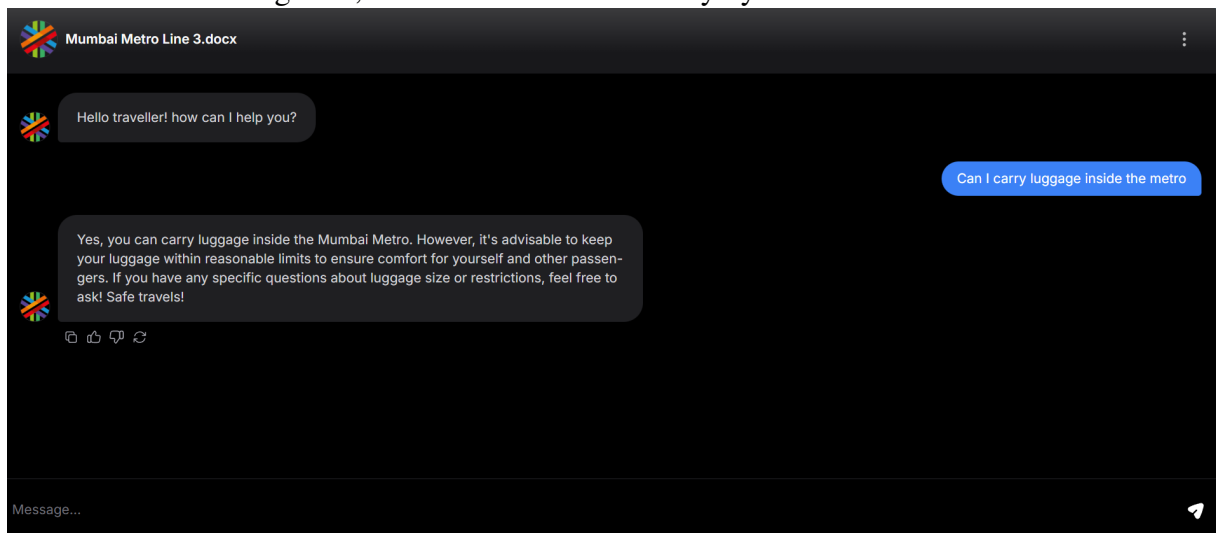 Mumbai Metro Line 3.docx
Hello traveller! how can I help you?
Can I carry luggage inside the metro
Yes, you can carry luggage inside the Mumbai Metro. However, it's advisable to keep
your luggage within reasonable limits to ensure comfort for yourself and other passen-
gers. If you have any specific questions about luggage size or restrictions, feel free to
ask! Safe travels!
Message...